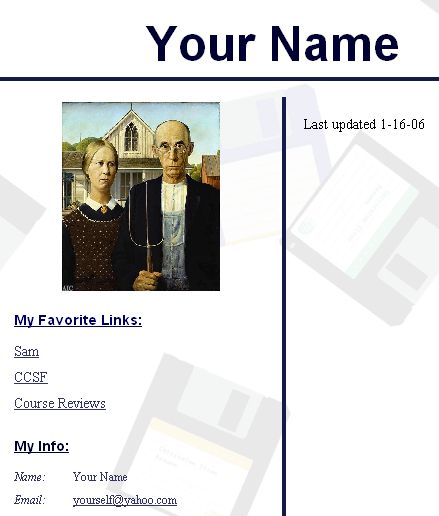 Your Name
Last updated 1-16-06
My Favorite Links:
Sam
CCSF
Course Reviews
My Info:
Name: Your Name
Email: yourself@yahoo.com